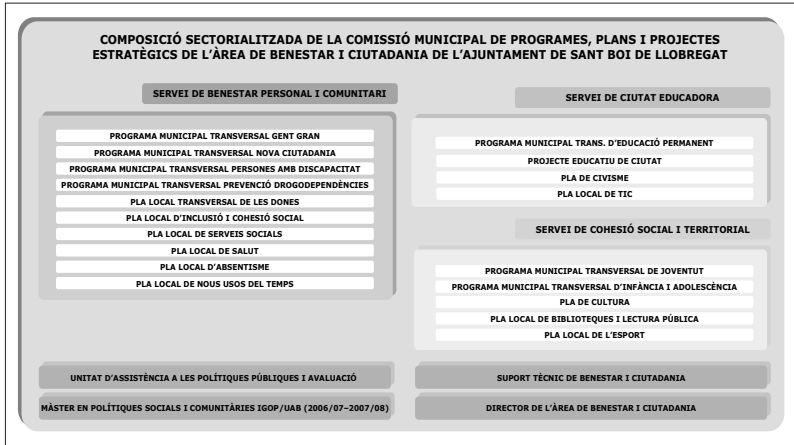 COMPOSICIÓ SECTORIALITZADA DE LA COMISSIÓ MUNICIPAL DE PROGRAMES, PLANS I PROJECTES
ESTRATÈGICS DE L'ÀREA DE BENESTAR I CIUTADANIA DE L'AJUNTAMENT DE SANT BOI DE LLOBREGAT
SERVEI DE BENESTAR PERSONAL I COMUNITARI
PROGRAMA MUNICIPAL TRANSVERSAL GENT GRAN
PROGRAMA MUNICIPAL TRANSVERSAL NOVA CIUTADANIA
PROGRAMA MUNICIPAL TRANSVERSAL PERSONES AMB DISCAPACITAT
PROGRAMA MUNICIPAL TRANSVERSAL PREVENCIÓ DROGODEPENDÈNCIES
PLA LOCAL TRANSVERSAL DE LES DONES
PLA LOCAL D'INCLUSIÓ I COHESIÓ SOCIAL
PLA LOCAL DE SERVEIS SOCIALS
PLA LOCAL DE SALUT
PLA LOCAL D'ABSENTISME
PLA LOCAL DE NOUS USOS DEL TEMPS
SERVEI DE CIUTAT EDUCADORA
PROGRAMA MUNICIPAL TRANS. D'EDUCACIÓ PERMANENT
PROJECTE EDUCATIU DE CIUTAT
PLA DE CIVISME
PLA LOCAL DE TIC
SERVEI DE COHESIÓ SOCIAL I TERRITORIAL
PROGRAMA MUNICIPAL TRANSVERSAL DE JOVENTUT
PROGRAMA MUNICIPAL TRANSVERSAL D'INFÀNCIA I ADOLESCÈNCIA
PLA DE CULTURA
PLA LOCAL DE BIBLIOTEQUES I LECTURA PÚBLICA
PLA LOCAL DE L'ESPORT
UNITAT D'ASSISTÈNCIA A LES POLÍTIQUES PÚBLIQUES I AVALUACIÓ
SUPORT TÈCNIC DE BENESTAR I CIUTADANIA
MÀSTER EN POLÍTIQUES SOCIALS I COMUNITÀRIES IGOP/UAB (2006/07–2007/08)
DIRECTOR DE L'ÀREA DE BENESTAR I CIUTADANIA